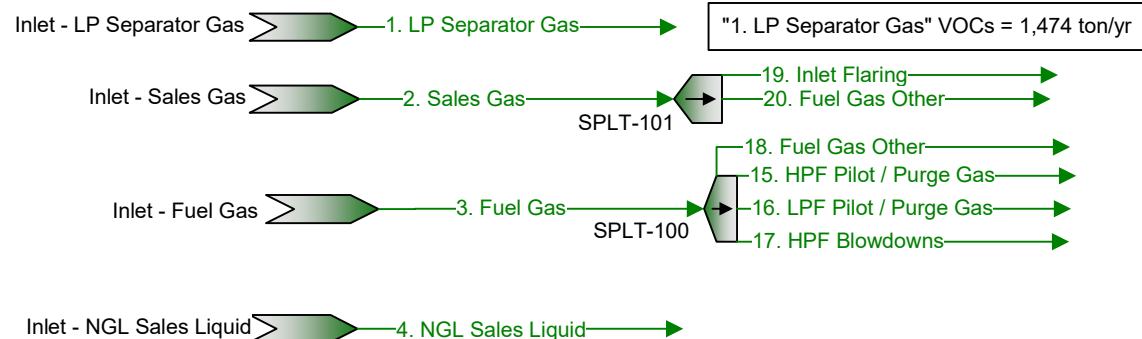 Inlet - LP Separator Gas
1. LP Separator Gas
"1. LP Separator Gas" VOCs = 1,474 ton/yr
Inlet - Sales Gas
2. Sales Gas
SPLT-101
19. Inlet Flaring
20. Fuel Gas Other
Inlet - Fuel Gas
3. Fuel Gas
SPLT-100
18. Fuel Gas Other
15. HPF Pilot / Purge Gas
16. LPF Pilot / Purge Gas
17. HPF Blowdowns
Inlet - NGL Sales Liquid
4. NGL Sales Liquid